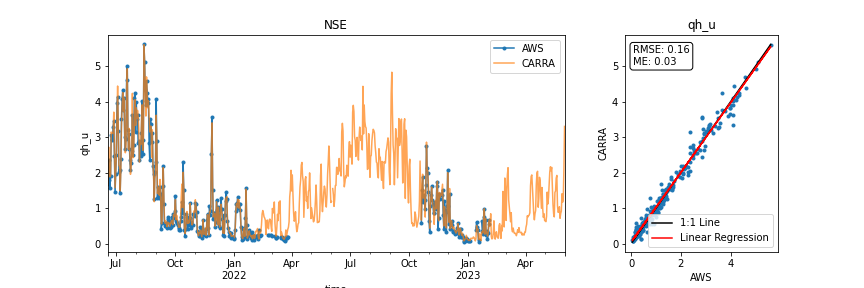 NSE
qh_u
5
4
3
2
1
0
AWS
CARRA
Jul
Oct
Jan
2022
Apr
Jul
Oct
Jan
2023
Apr
qh_u
RMSE: 0.16
ME: 0.03
CARRA
5
4
3
2
1
0
1:1 Line
Linear Regression
0
2
4
AWS